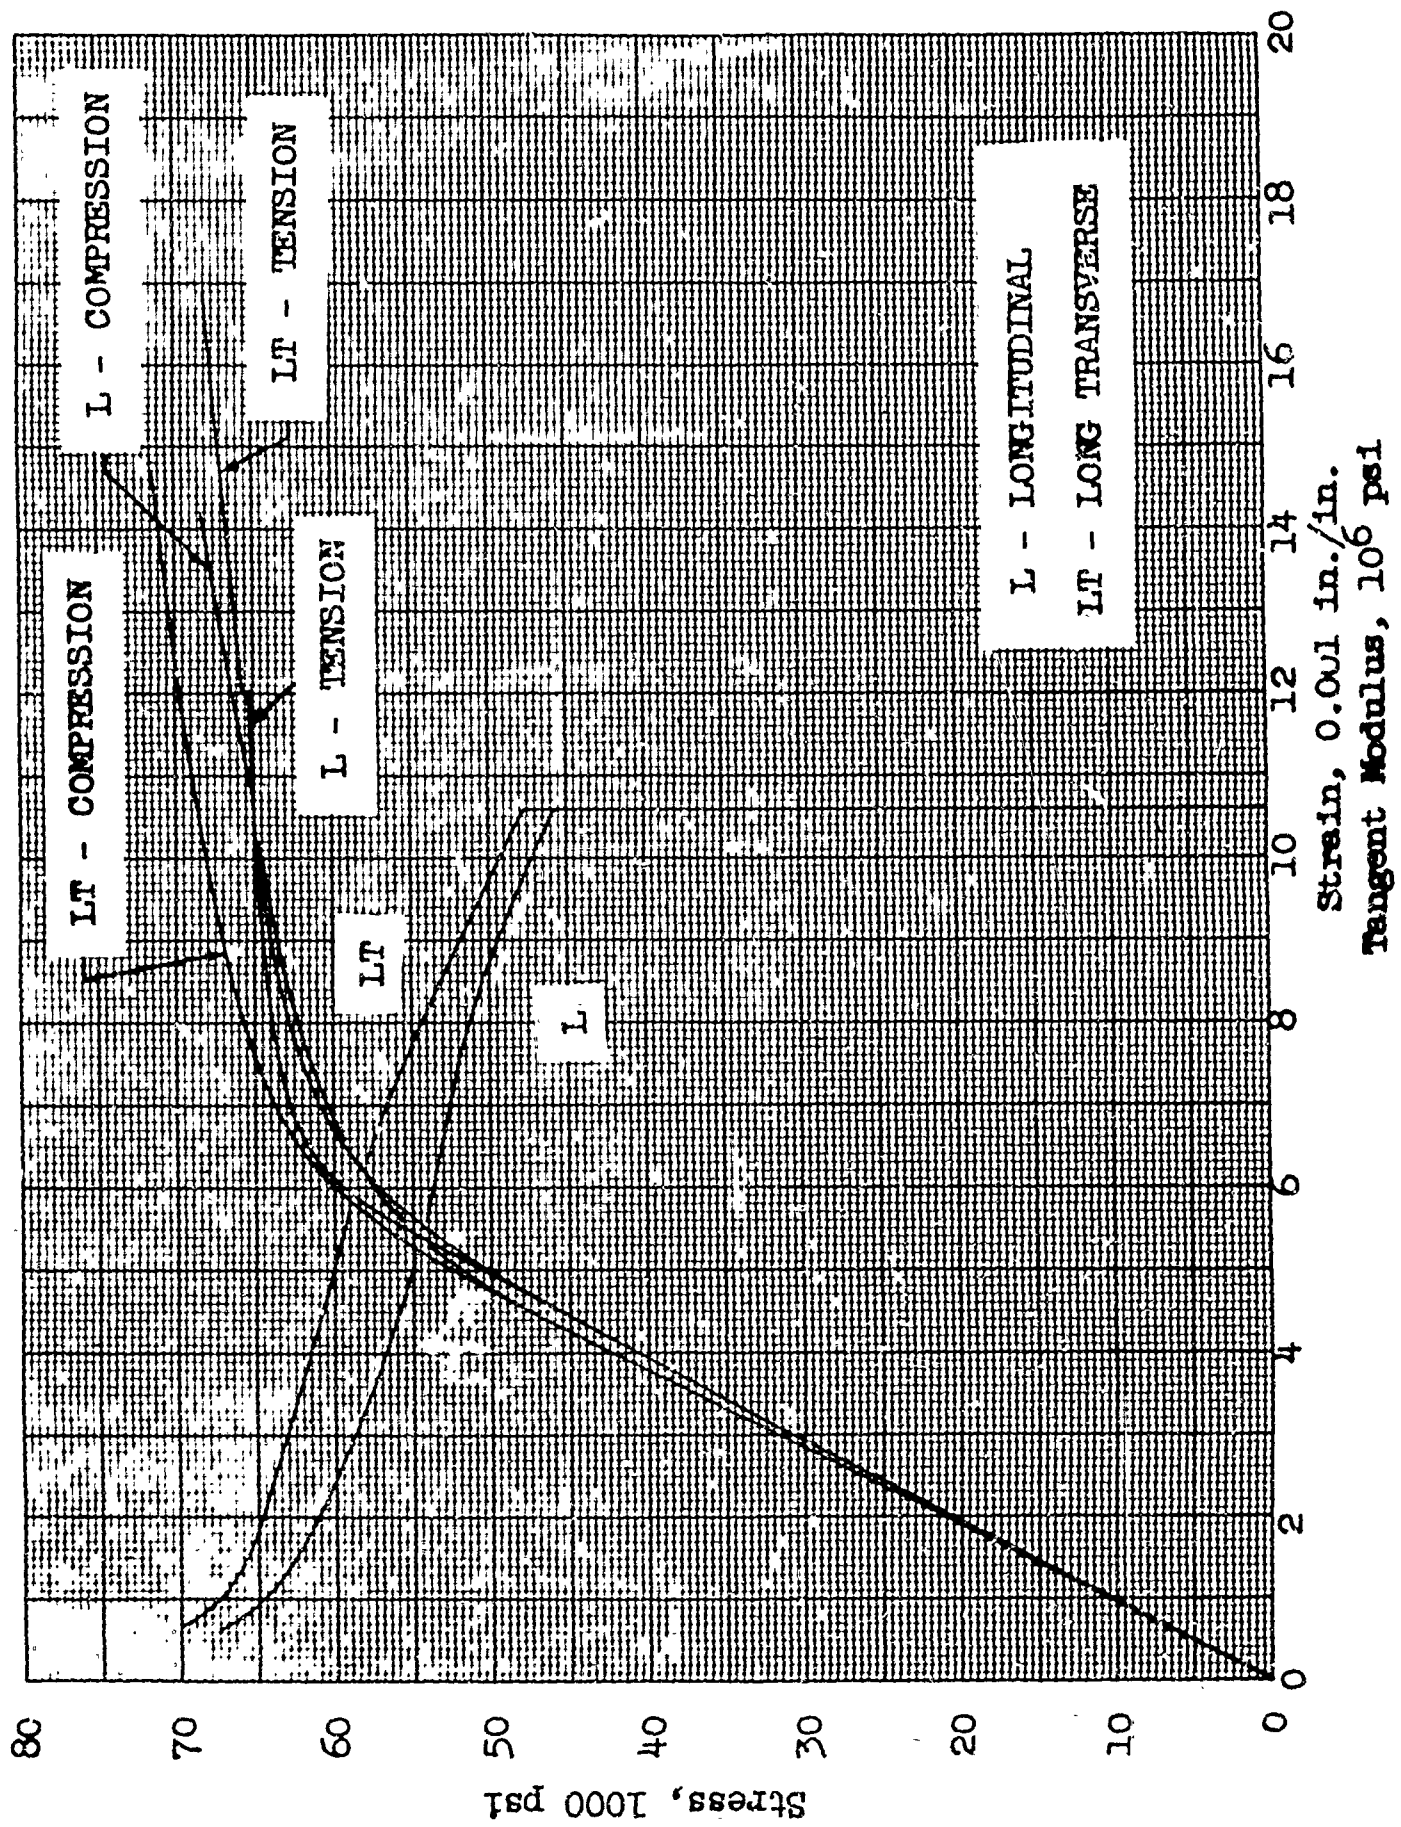 80
70
60
50
40
30
20
10
0
Stress, 1000 psi
LT - COMPRESSION
L - COMPRESSION
LT - TENSION
L - TENSION
LT
L
L - LONGITUDINAL
LT - LONG TRANSVERSE
0 2 4 6 8 10 12 14 16 18 20
Strain, 0.001 in./in.
Tangent Modulus, 10⁶ psi